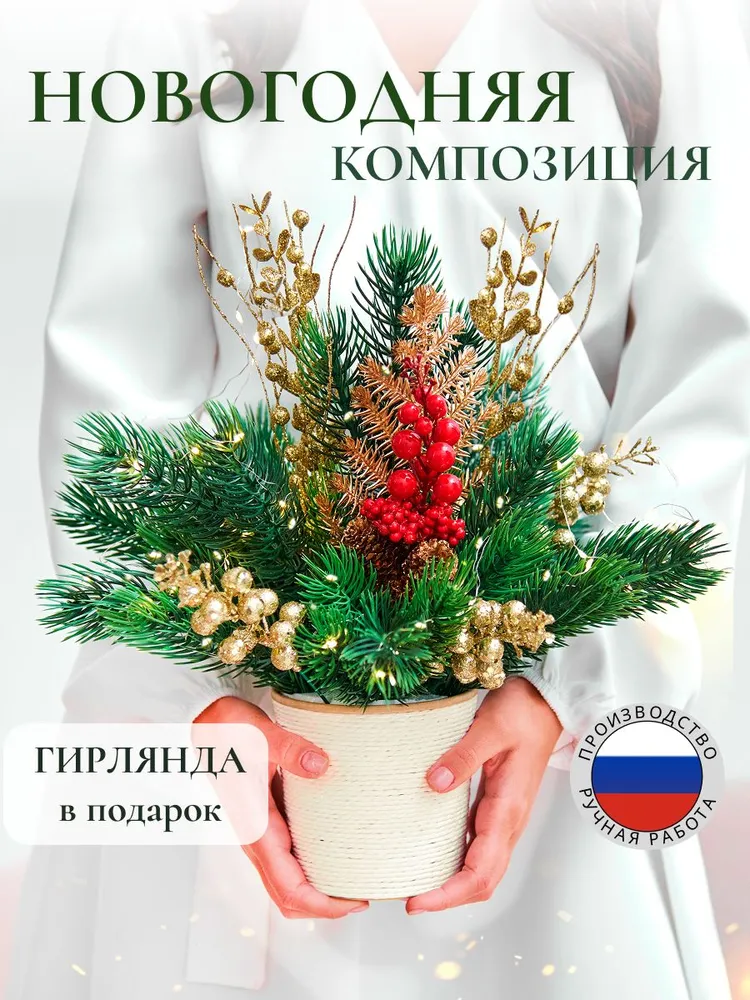 НОВОГОДНЯЯ
КОМПОЗИЦИЯ
ГИРЛЯНДА
в подарок
ПРОИЗВОДСТВО
РУЧНАЯ РАБОТА